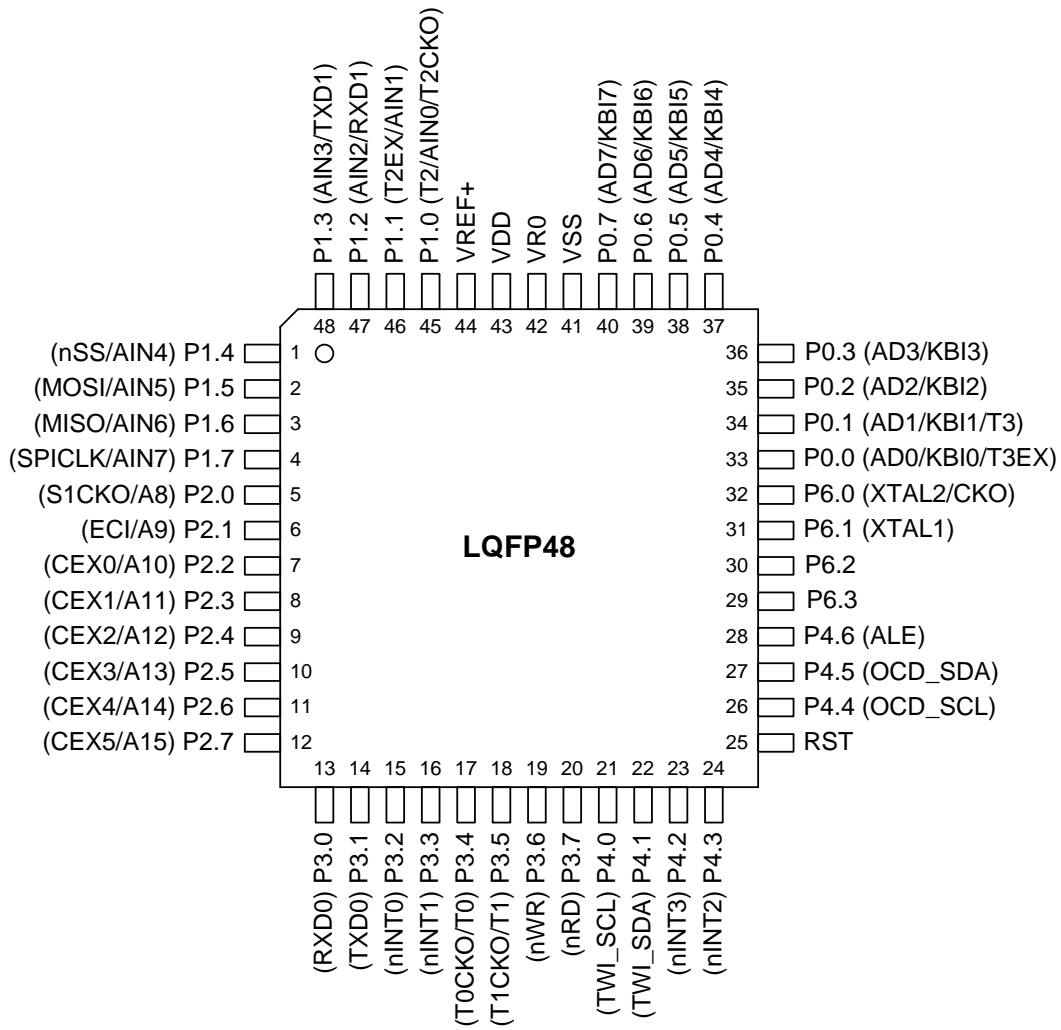 P1.3 (AIN3/TXD1)
P1.2 (AIN2/RXD1)
P1.1 (T2EX/AIN1)
P1.0 (T2/AIN0/T2CKO)
VREF+
VDD
VR0
VSS
P0.7 (AD7/KBI7)
P0.6 (AD6/KBI6)
P0.5 (AD5/KBI5)
P0.4 (AD4/KBI4)
48 47 46 45 44 43 42 41 40 39 38 37
(nSS/AIN4) P1.4 1
(MOSI/AIN5) P1.5 2
(MISO/AIN6) P1.6 3
(SPICLK/AIN7) P1.7 4
(S1CKO/A8) P2.0 5
(ECI/A9) P2.1 6
(CEX0/A10) P2.2 7
(CEX1/A11) P2.3 8
(CEX2/A12) P2.4 9
(CEX3/A13) P2.5 10
(CEX4/A14) P2.6 11
(CEX5/A15) P2.7 12
LQFP48
36 P0.3 (AD3/KBI3)
35 P0.2 (AD2/KBI2)
34 P0.1 (AD1/KBI1/T3)
33 P0.0 (AD0/KBI0/T3EX)
32 P6.0 (XTAL2/CKO)
31 P6.1 (XTAL1)
30 P6.2
29 P6.3
28 P4.6 (ALE)
27 P4.5 (OCD_SDA)
26 P4.4 (OCD_SCL)
25 RST
13 14 15 16 17 18 19 20 21 22 23 24
(RXD0) P3.0
(TXD0) P3.1
(nINT0) P3.2
(nINT1) P3.3
(T0CKO/T0) P3.4
(T1CKO/T1) P3.5
(nWR) P3.6
(nRD) P3.7
(TWI_SCL) P4.0
(TWI_SDA) P4.1
(nINT3) P4.2
(nINT2) P4.3